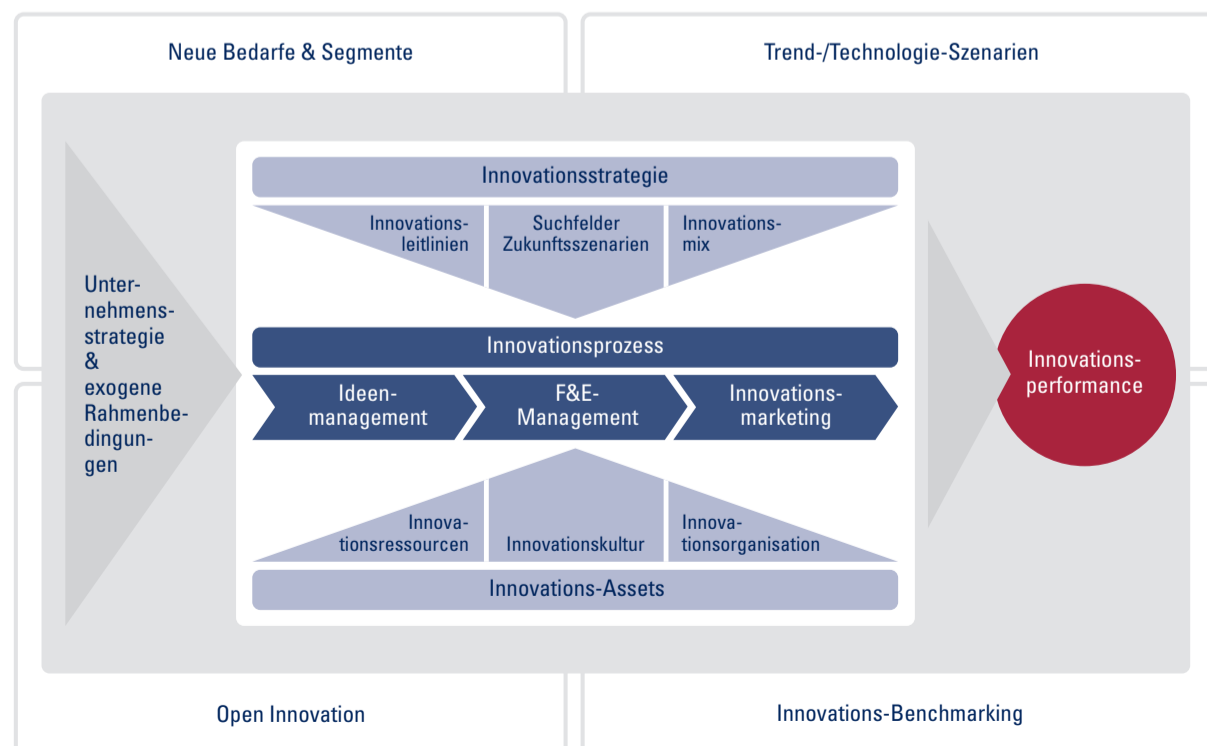 Neue Bedarfe & Segmente
Trend-/Technologie-Szenarien
Unter-
nehmens-
strategie
&
exogene
Rahmenbe-
dingun-
gen
Innovationsstrategie
Innovations-
leitlinien
Suchfelder
Zukunftsszenarien
Innovations-
mix
Innovationsprozess
Ideen-
management
F&E-
Management
Innovations-
marketing
Innova-
tionsressourcen
Innovationskultur
Innova-
tionsorganisation
Innovations-Assets
Innovations-
performance
Open Innovation
Innovations-Benchmarking